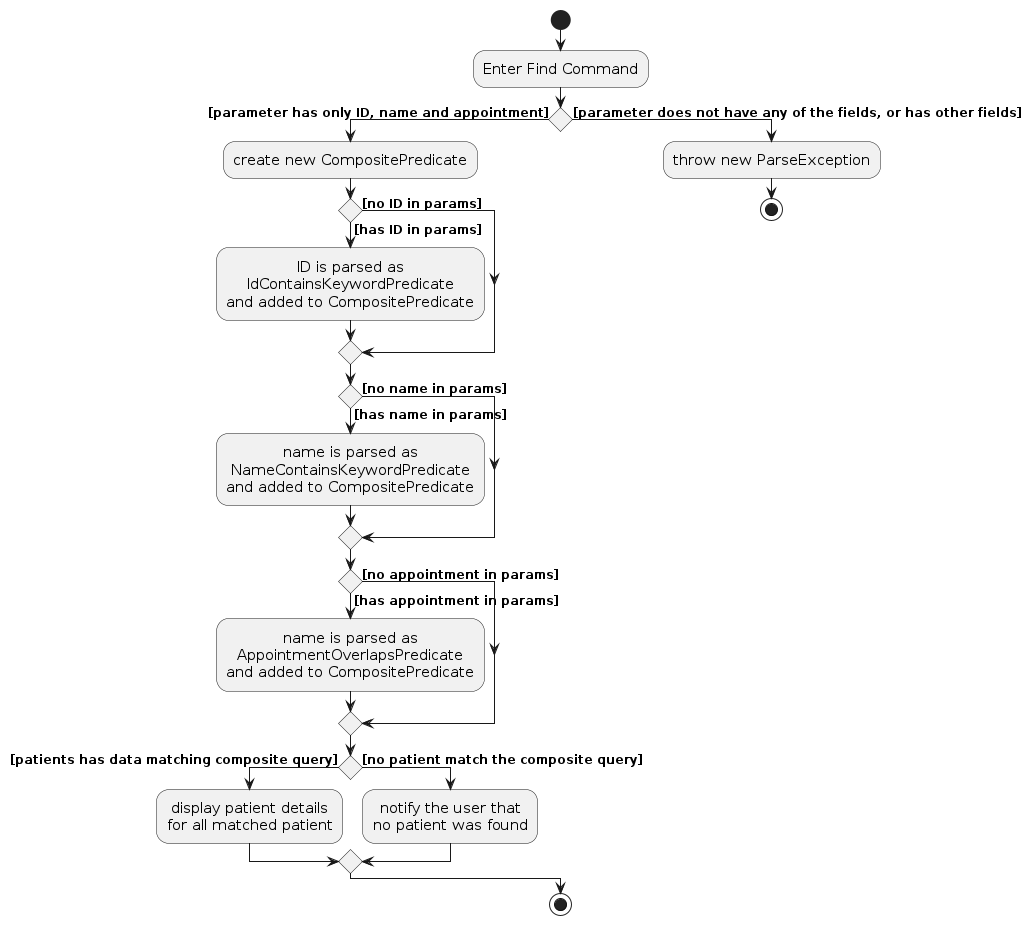 Enter Find Command
[parameter has only ID, name and appointment]
[parameter does not have any of the fields, or has other fields]
create new CompositePredicate
throw new ParseException
[no ID in params]
[has ID in params]
ID is parsed as
IdContainsKeywordPredicate
and added to CompositePredicate
[no name in params]
[has name in params]
name is parsed as
NameContainsKeywordPredicate
and added to CompositePredicate
[no appointment in params]
[has appointment in params]
name is parsed as
AppointmentOverlapsPredicate
and added to CompositePredicate
[patients has data matching composite query]
[no patient match the composite query]
display patient details
for all matched patient
notify the user that
no patient was found